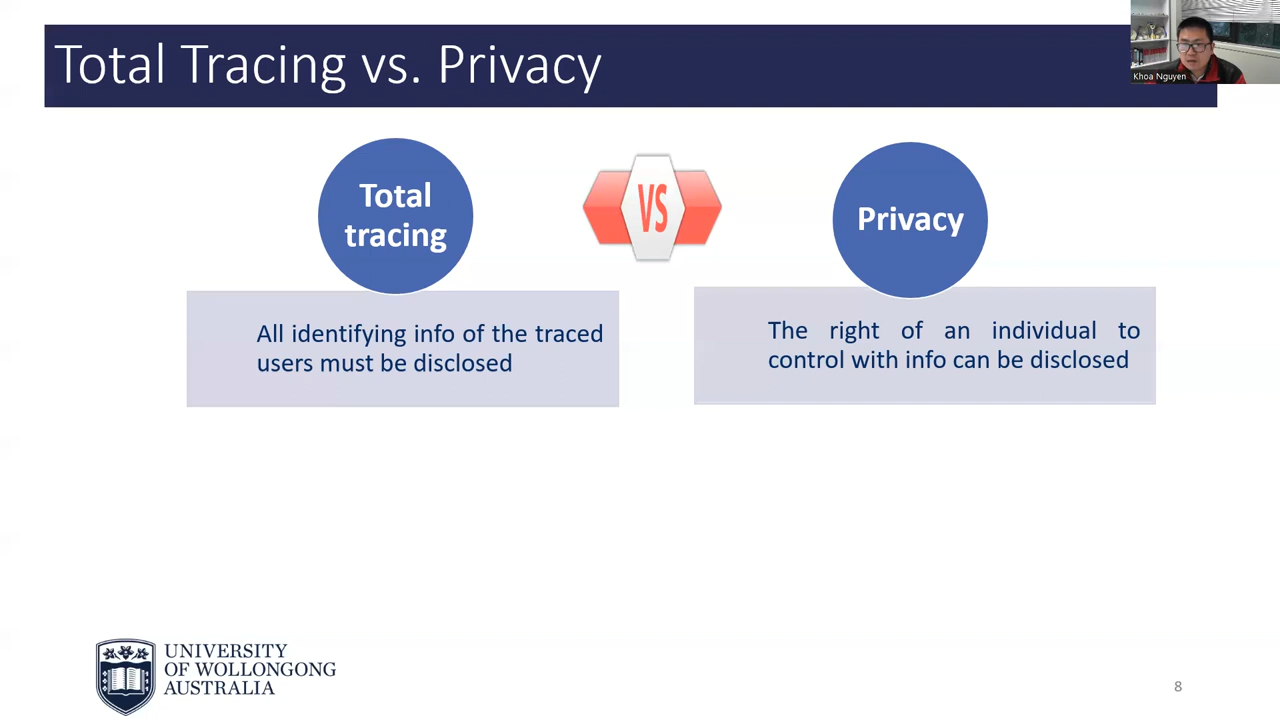 Total Tracing vs. Privacy
Khoa Nguyen
Total
tracing
VS
Privacy
All identifying info of the traced
users must be disclosed
The right of an individual to
control with info can be disclosed
UNIVERSITY
OF WOLLONGONG
AUSTRALIA
8